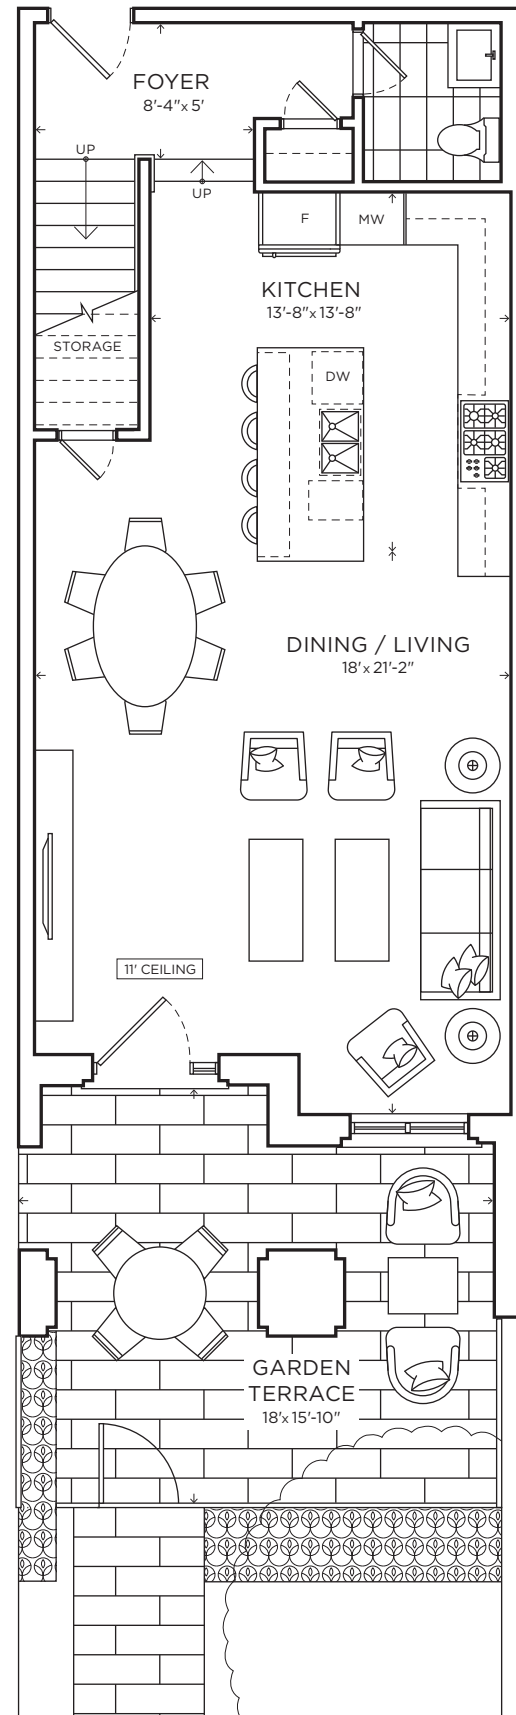 FOYER
8'-4" x 5'
UP
UP
F
MW
KITCHEN
13'-8" x 13'-8"
STORAGE
DW
DINING / LIVING
18' x 21'-2"
11' CEILING
GARDEN
TERRACE
18' x 15'-10"